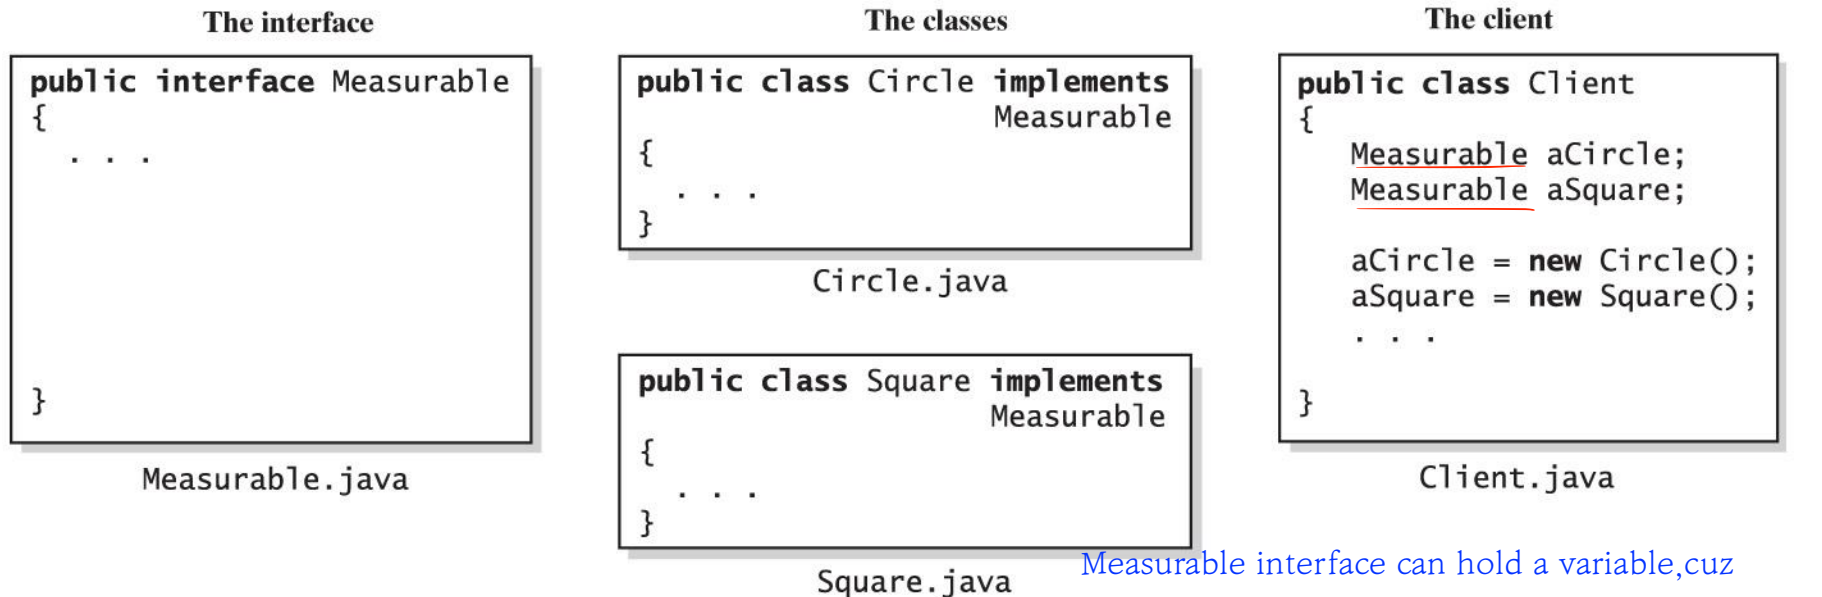 The interface
public interface Measurable
{
. . .
}
Measurable.java
The classes
public class Circle implements
Measurable
{
. . .
}
Circle.java
public class Square implements
Measurable
{
. . .
}
Square.java
The client
public class Client
{
Measurable aCircle;
Measurable aSquare;
aCircle = new Circle();
aSquare = new Square();
. . .
}
Client.java
Measurable interface can hold a variable,cuz